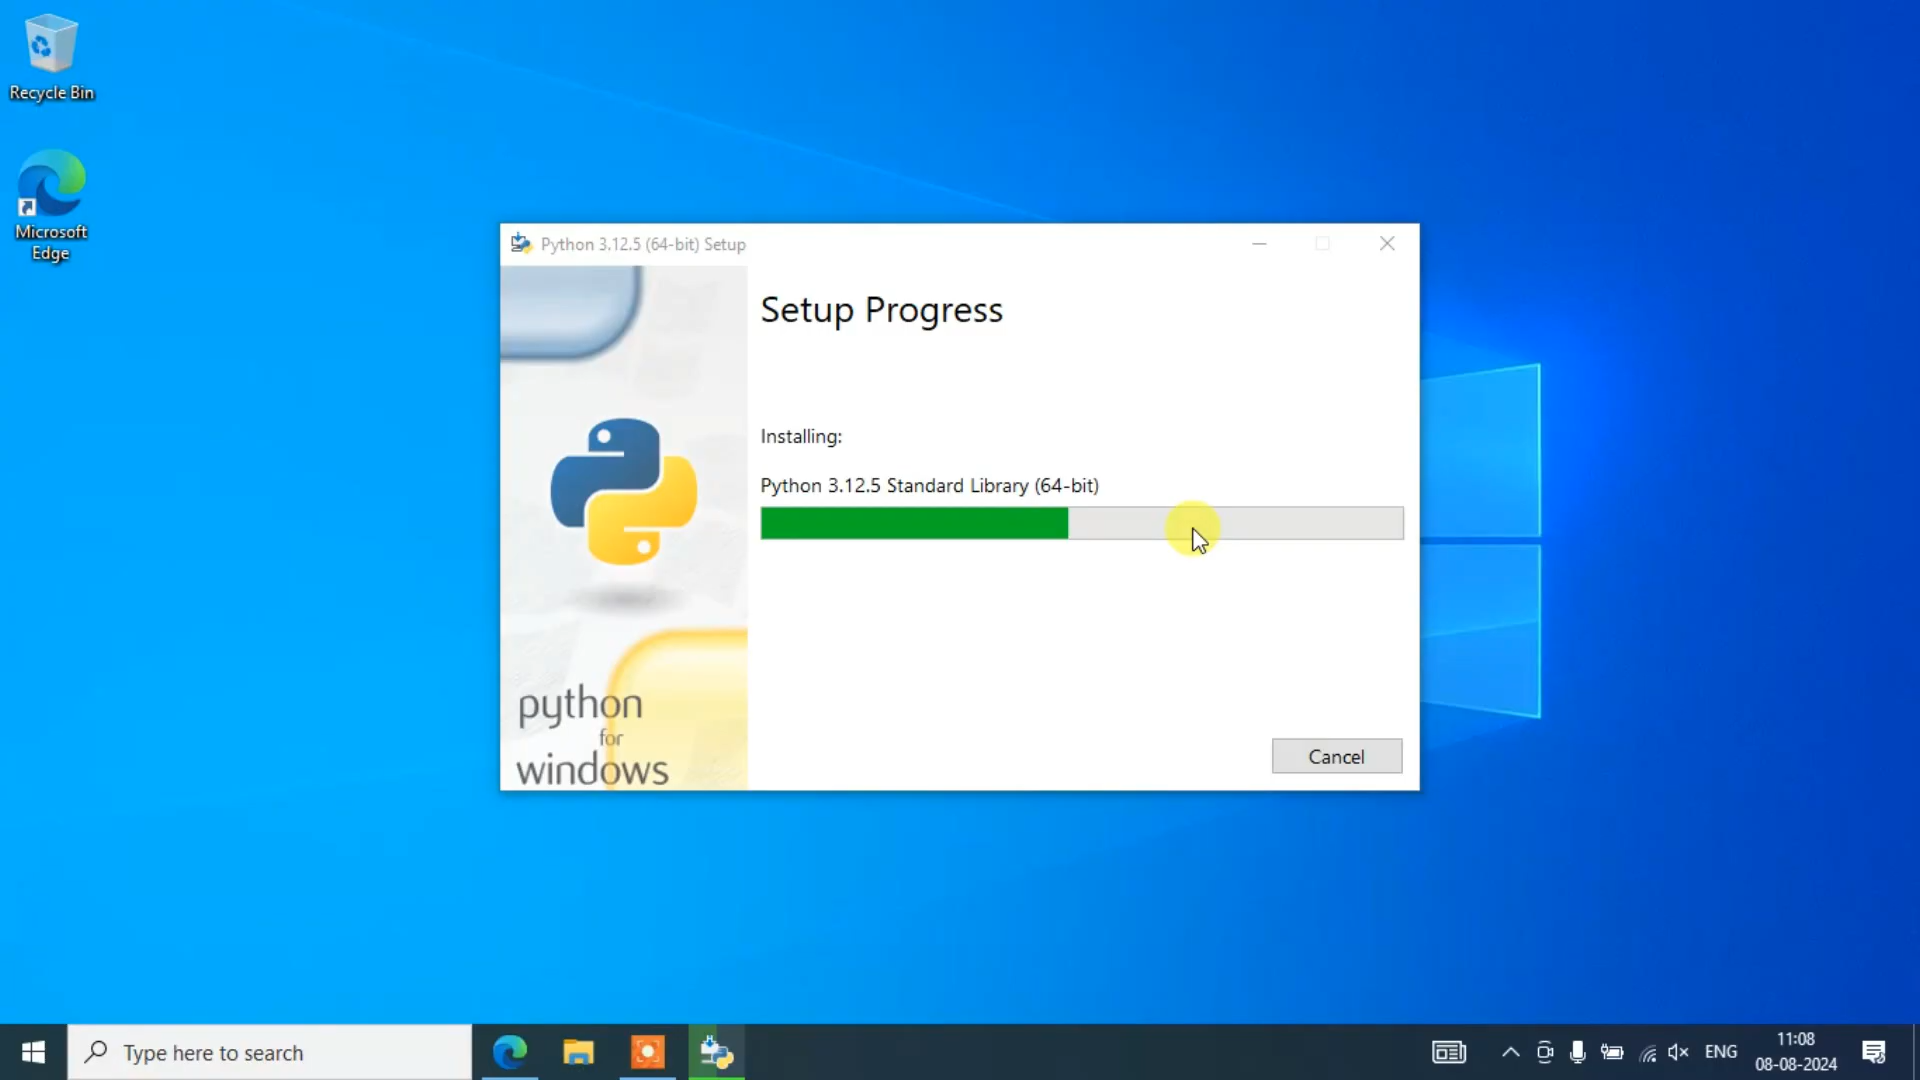 Recycle Bin
Microsoft
Edge
Python 3.12.5 (64-bit) Setup
Setup Progress
Installing:
Python 3.12.5 Standard Library (64-bit)
python
for
windows
Cancel
Type here to search
ENG
11:08
08-08-2024